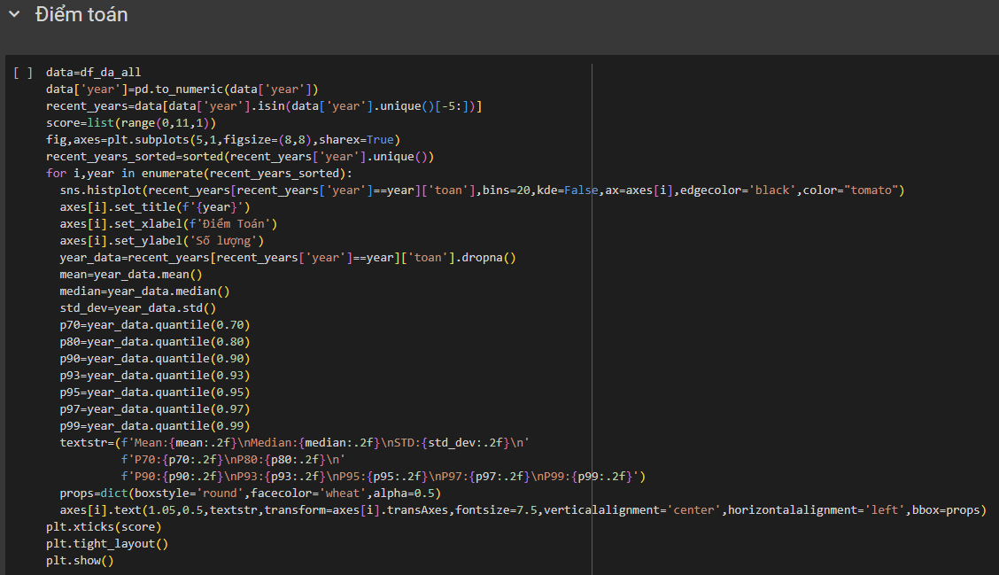 Điểm toán
[ ] data=df_da_all
data['year']=pd.to_numeric(data['year'])
recent_years=data[data['year'].isin(data['year'].unique()[-5:])]
score=list(range(0,11,1))
fig,axes=plt.subplots(5,1,figsize=(8,8),sharex=True)
recent_years_sorted=sorted(recent_years['year'].unique())
for i,year in enumerate(recent_years_sorted):
  sns.histplot(recent_years[recent_years['year']==year]['toan'],bins=20,kde=False,ax=axes[i],edgecolor='black',color="tomato")
  axes[i].set_title(f'{year}')
  axes[i].set_xlabel(f'Điểm Toán')
  axes[i].set_ylabel('Số lượng')
  year_data=recent_years[recent_years['year']==year]['toan'].dropna()
  mean=year_data.mean()
  median=year_data.median()
  std_dev=year_data.std()
  p70=year_data.quantile(0.70)
  p80=year_data.quantile(0.80)
  p90=year_data.quantile(0.90)
  p93=year_data.quantile(0.93)
  p95=year_data.quantile(0.95)
  p97=year_data.quantile(0.97)
  p99=year_data.quantile(0.99)
  textstr=(f'Mean:{mean:.2f}\nMedian:{median:.2f}\nSTD:{std_dev:.2f}\n'
           f'P70:{p70:.2f}\nP80:{p80:.2f}\n'
           f'P90:{p90:.2f}\nP93:{p93:.2f}\nP95:{p95:.2f}\nP97:{p97:.2f}\nP99:{p99:.2f}')
  props=dict(boxstyle='round',facecolor='wheat',alpha=0.5)
  axes[i].text(1.05,0.5,textstr,transform=axes[i].transAxes,fontsize=7.5,verticalalignment='center',horizontalalignment='left',bbox=props)
plt.xticks(score)
plt.tight_layout()
plt.show()